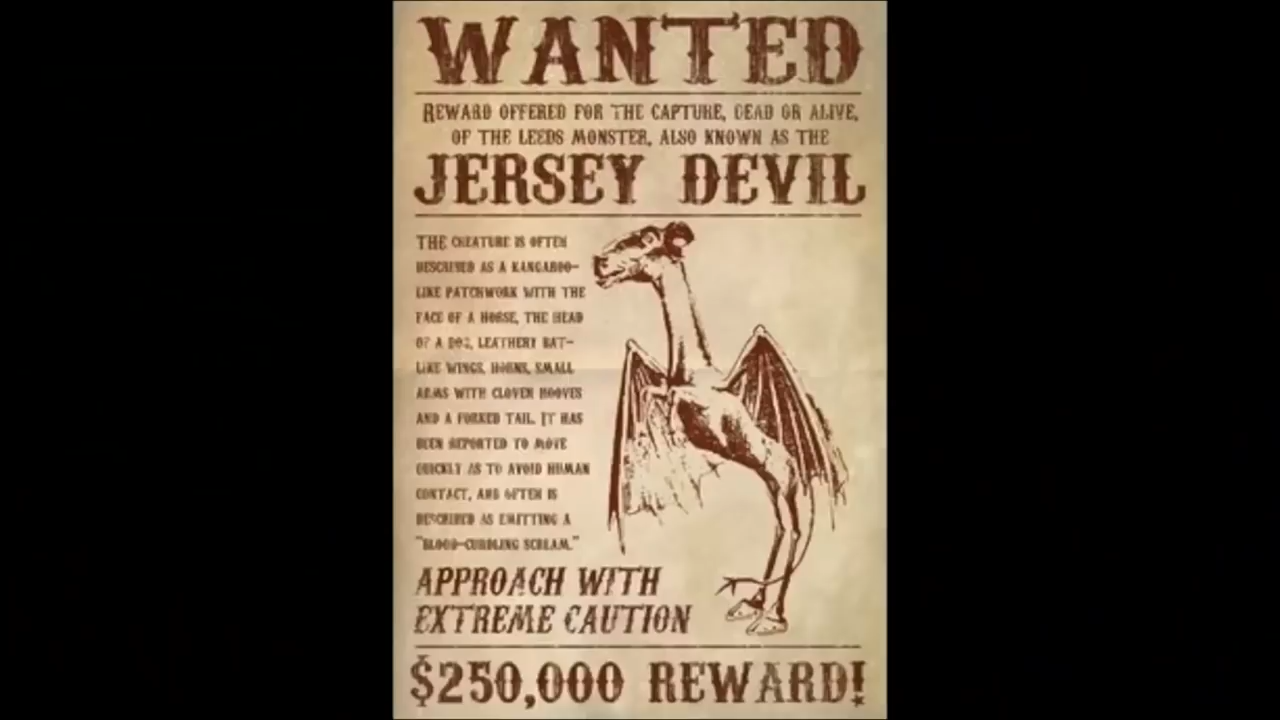 WANTED
REWARD OFFERED FOR THE CAPTURE, DEAD OR ALIVE,
OF THE LEEDS MONSTER, ALSO KNOWN AS THE
JERSEY DEVIL
THE CREATURE IS OFTEN
DESCRIBED AS A KANGAROO-
LIKE PATCHWORK WITH THE
FACE OF A HORSE, THE HEAD
OF A DOG, LEATHERY BAT-
LIKE WINGS, HORNS, SMALL
ARMS WITH CLOVEN HOOVES
AND A FORKED TAIL. IT HAS
BEEN REPORTED TO MOVE
QUICKLY AS TO AVOID HUMAN
CONTACT, AND OFTEN IS
DESCRIBED AS EMITTING A
"BLOOD-CURDLING SCREAM."
APPROACH WITH
EXTREME CAUTION
$250,000 REWARD!